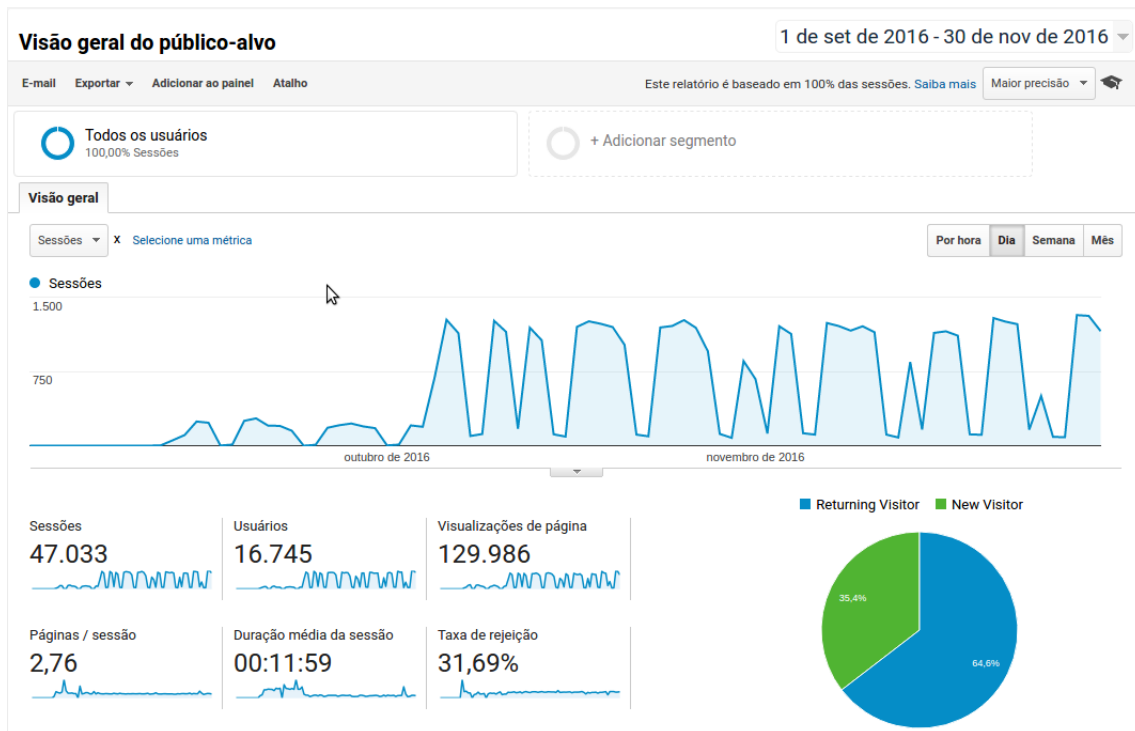 Visão geral do público-alvo
1 de set de 2016 - 30 de nov de 2016
E-mail Exportar Adicionar ao painel Atalho
Este relatório é baseado em 100% das sessões. Saiba mais Maior precisão
Todos os usuários
100,00% Sessões
+ Adicionar segmento
Visão geral
Sessões X Selecione uma métrica
Por hora Dia Semana Mês
Sessões
1.500
750
outubro de 2016 novembro de 2016
Returning Visitor New Visitor
Sessões Usuários Visualizações de página
47.033 16.745 129.986
35,4%
Páginas / sessão Duração média da sessão Taxa de rejeição
2,76 00:11:59 31,69%
64,6%